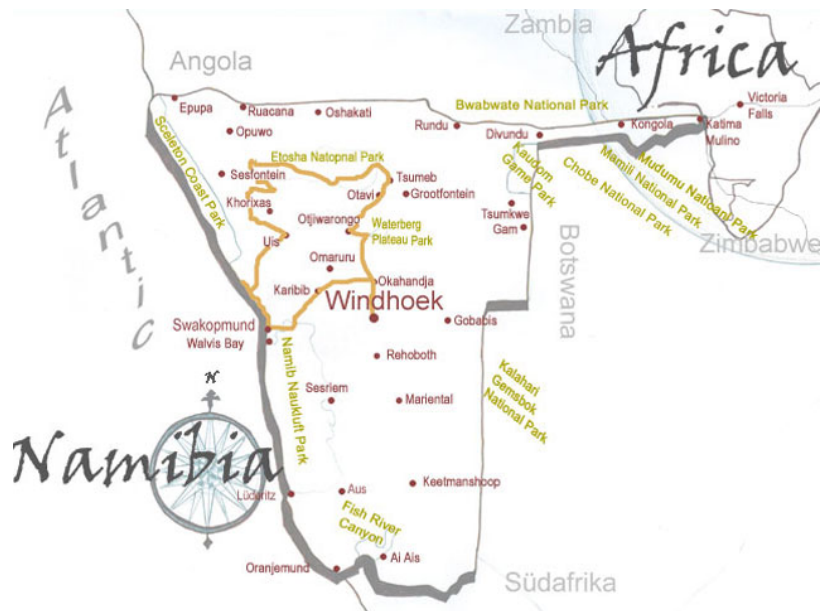 Zambia
Angola
Africa
Atlantic
Epupa
Ruacana
Oshakati
Bwabwate National Park
Victoria
Falls
Rundu
Divundu
Kongola
Katima
Mulino
Opuwo
Sceleton Coast Park
Etosha Natopnal Park
Kaudom
Game Park
Mudumu Nationa Park
Mamili National Park
Chobe National Park
Sesfontein
Tsumeb
Otavi
Grootfontein
Khorixas
Otjiwarongo
Waterberg
Plateau Park
Tsumkwe
Gam
Zimbabwe
Botswana
Uis
Omaruru
Okahandja
Karibib
Windhoek
Swakopmund
Gobabis
Walvis Bay
Rehoboth
Namib Naukluft Park
Kalahari
Gemsbok
National Park
Sesriem
Mariental
N
Namibia
Keetmanshoop
Lüderitz
Aus
Fish River
Canyon
Ai Ais
Oranjemund
Südafrika